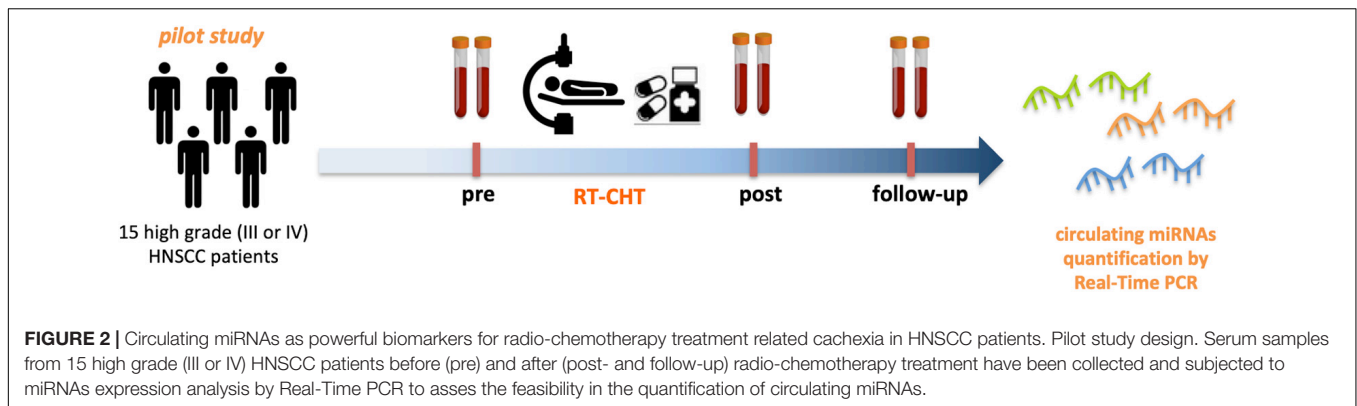 pilot study
15 high grade (III or IV)
HNSCC patients
pre
RT-CHT
post
follow-up
circulating miRNAs
quantification by
Real-Time PCR
FIGURE 2 | Circulating miRNAs as powerful biomarkers for radio-chemotherapy treatment related cachexia in HNSCC patients. Pilot study design. Serum samples
from 15 high grade (III or IV) HNSCC patients before (pre) and after (post- and follow-up) radio-chemotherapy treatment have been collected and subjected to
miRNAs expression analysis by Real-Time PCR to asses the feasibility in the quantification of circulating miRNAs.